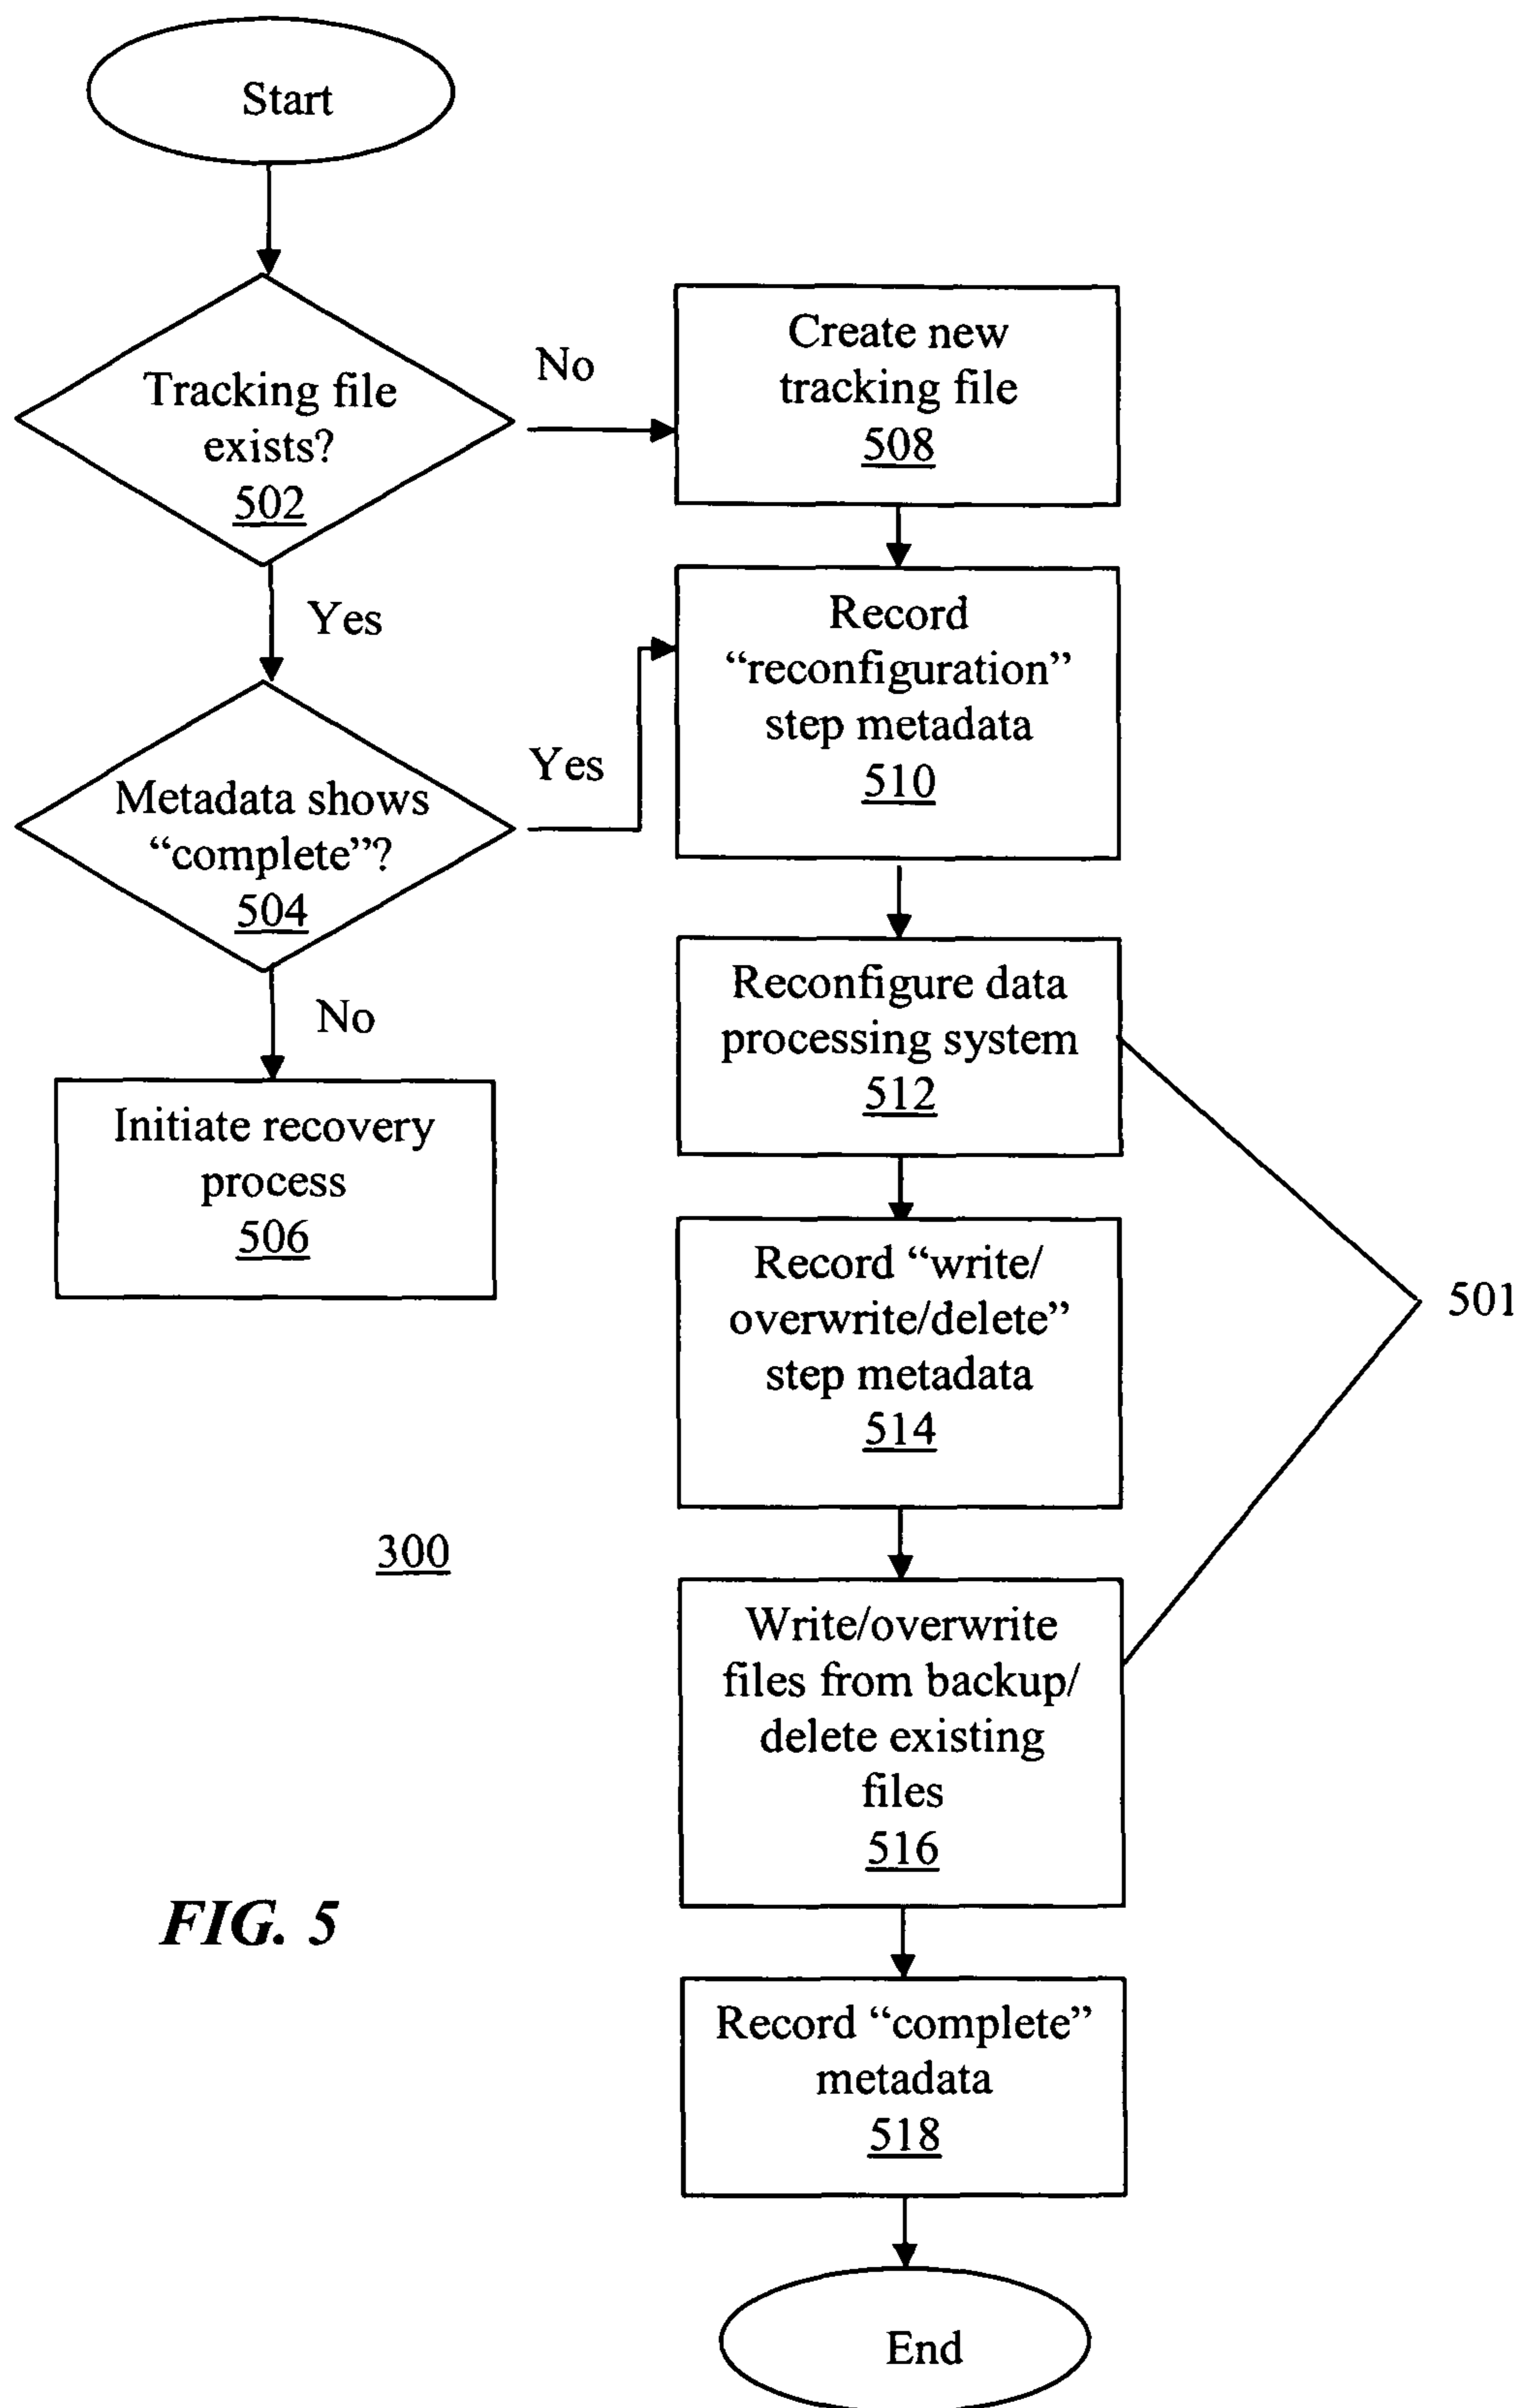 Start
Tracking file
exists?
502
No
Yes
Metadata shows
“complete”?
504
Yes
No
Initiate recovery
process
506
Create new
tracking file
508
Record
“reconfiguration”
step metadata
510
Reconfigure data
processing system
512
Record “write/
overwrite/delete”
step metadata
514
Write/overwrite
files from backup/
delete existing
files
516
Record “complete”
metadata
518
End
501
300
FIG. 5